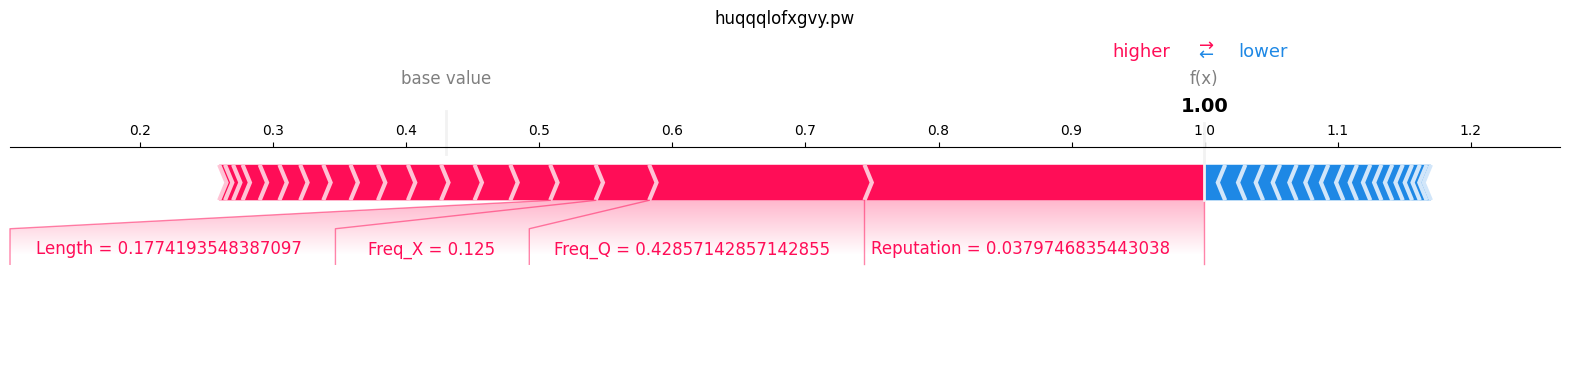 huqqqlofxgvy.pw
higher ⇄ lower
base value f(x)
1.00
0.2 0.3 0.4 0.5 0.6 0.7 0.8 0.9 1.0 1.1 1.2
Length = 0.1774193548387097 Freq_X = 0.125 Freq_Q = 0.42857142857142855 Reputation = 0.0379746835443038